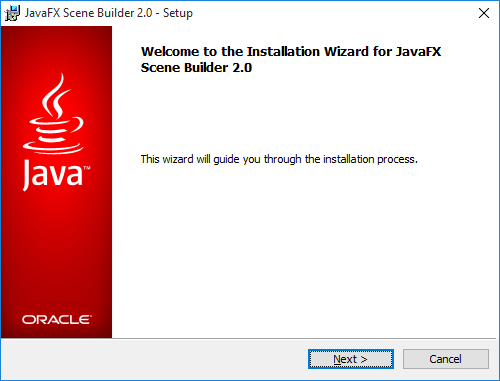 JavaFX Scene Builder 2.0 - Setup
Welcome to the Installation Wizard for JavaFX
Scene Builder 2.0
This wizard will guide you through the installation process.
Java™
ORACLE®
Next >
Cancel